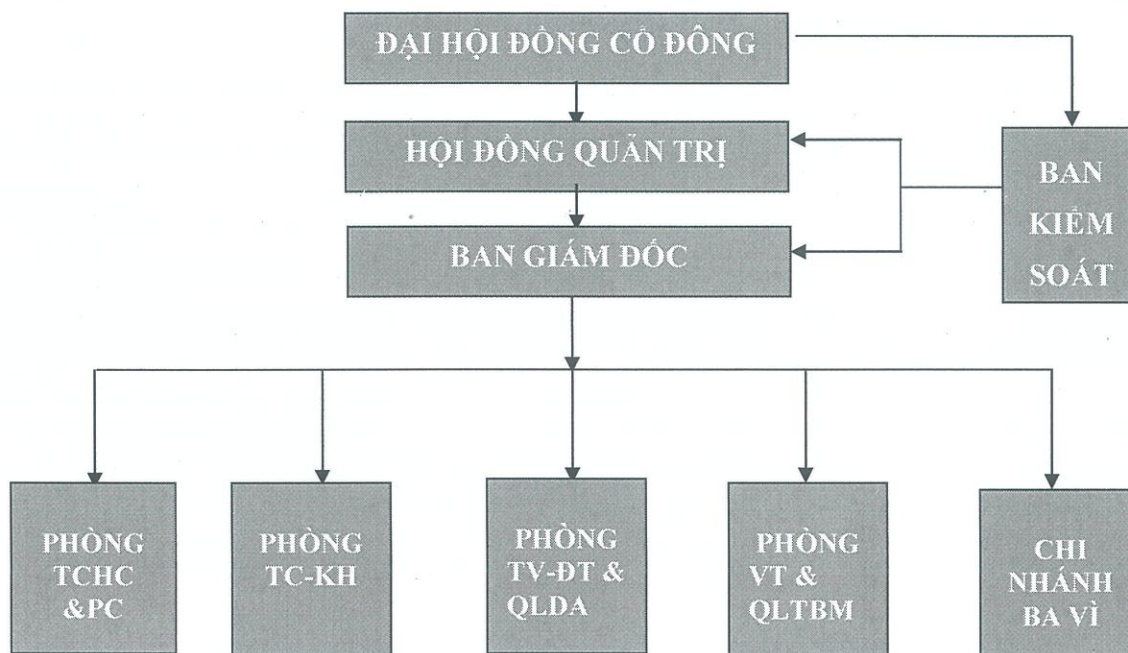 ĐẠI HỘI ĐỒNG CỔ ĐÔNG
HỘI ĐỒNG QUẢN TRỊ
BAN GIÁM ĐỐC
BAN
KIỂM
SOÁT
PHÒNG
TCHC
&PC
PHÒNG
TC-KH
PHÒNG
TV-ĐT &
QLDA
PHÒNG
VT &
QLTBM
CHI
NHÁNH
BA VÌ